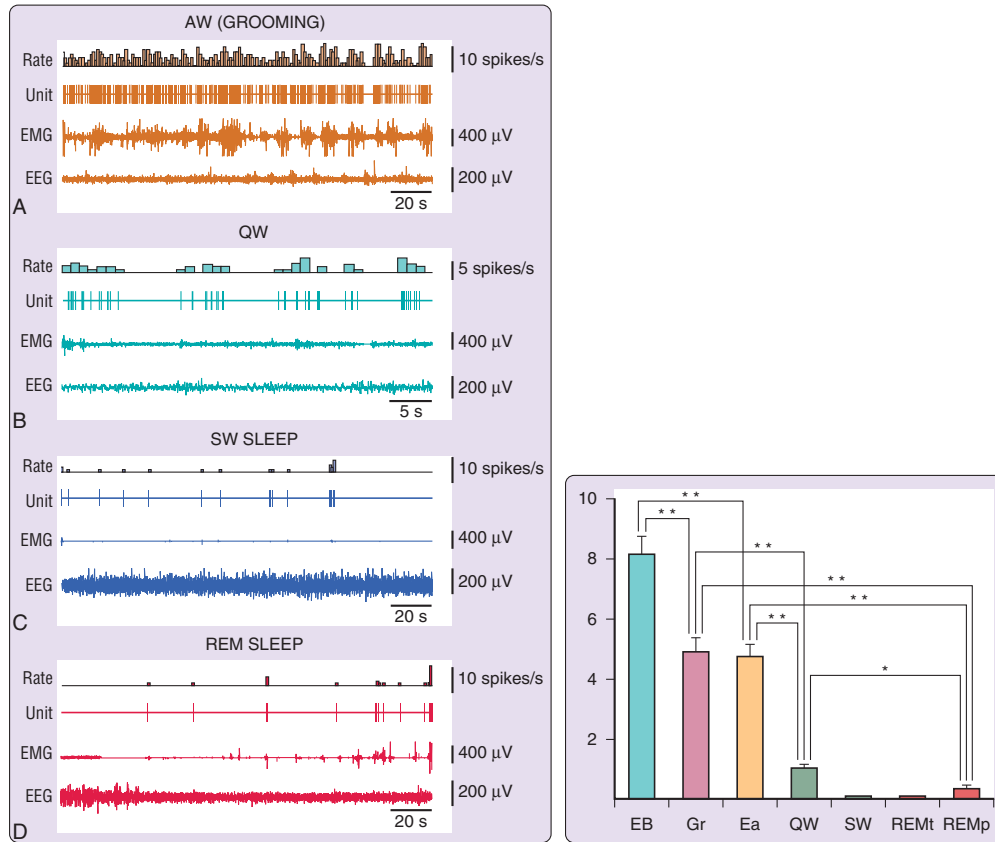 AW (GROOMING)
Rate 10 spikes/s
Unit
EMG 400 μV
EEG 200 μV
20 s
A
QW
Rate 5 spikes/s
Unit
EMG 400 μV
EEG 200 μV
5 s
B
SW SLEEP
Rate 10 spikes/s
Unit
EMG 400 μV
EEG 200 μV
20 s
C
REM SLEEP
Rate 10 spikes/s
Unit
EMG 400 μV
EEG 200 μV
20 s
D
10
8
6
4
2
* *
* *
* *
* *
* *
* *
*
EB Gr Ea QW SW REMt REMp